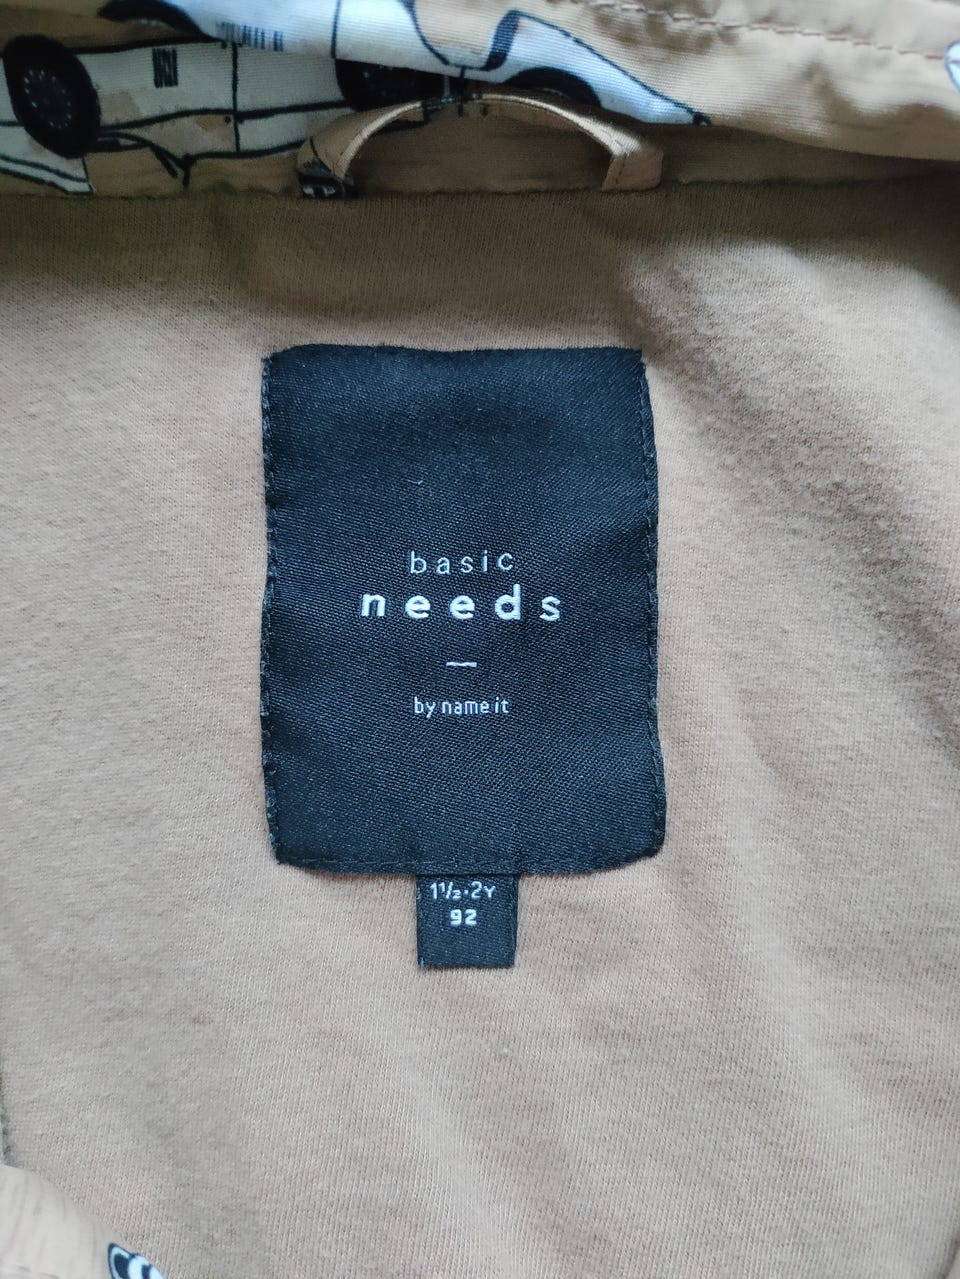 basic
needs
—
by name it
1½-2Y
92